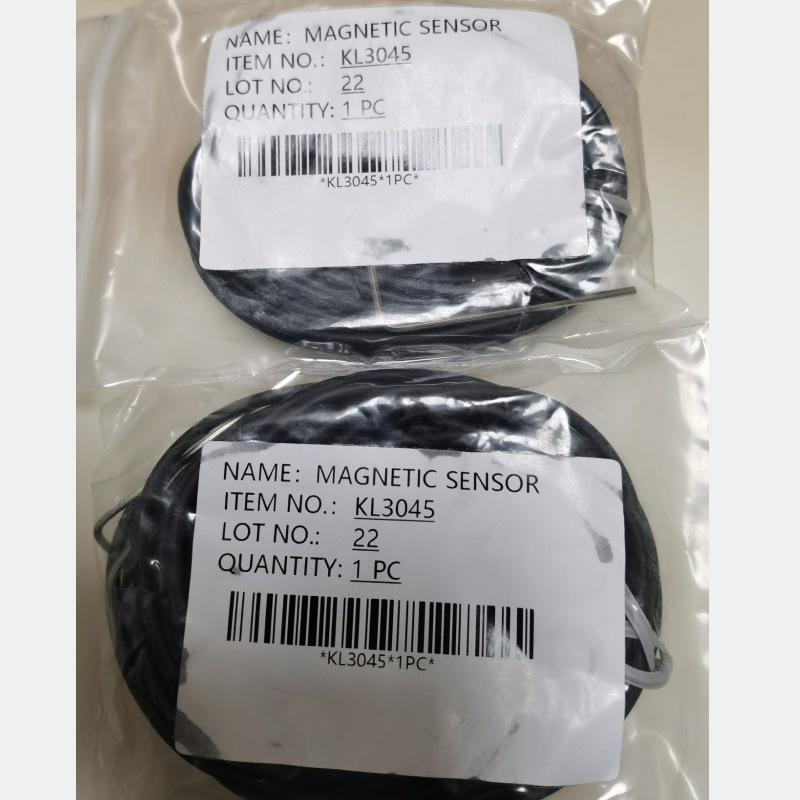 NAME: MAGNETIC SENSOR
ITEM NO.: KL3045
LOT NO.: 22
QUANTITY: 1 PC
*KL3045*1PC*
NAME: MAGNETIC SENSOR
ITEM NO.: KL3045
LOT NO.: 22
QUANTITY: 1 PC
*KL3045*1PC*